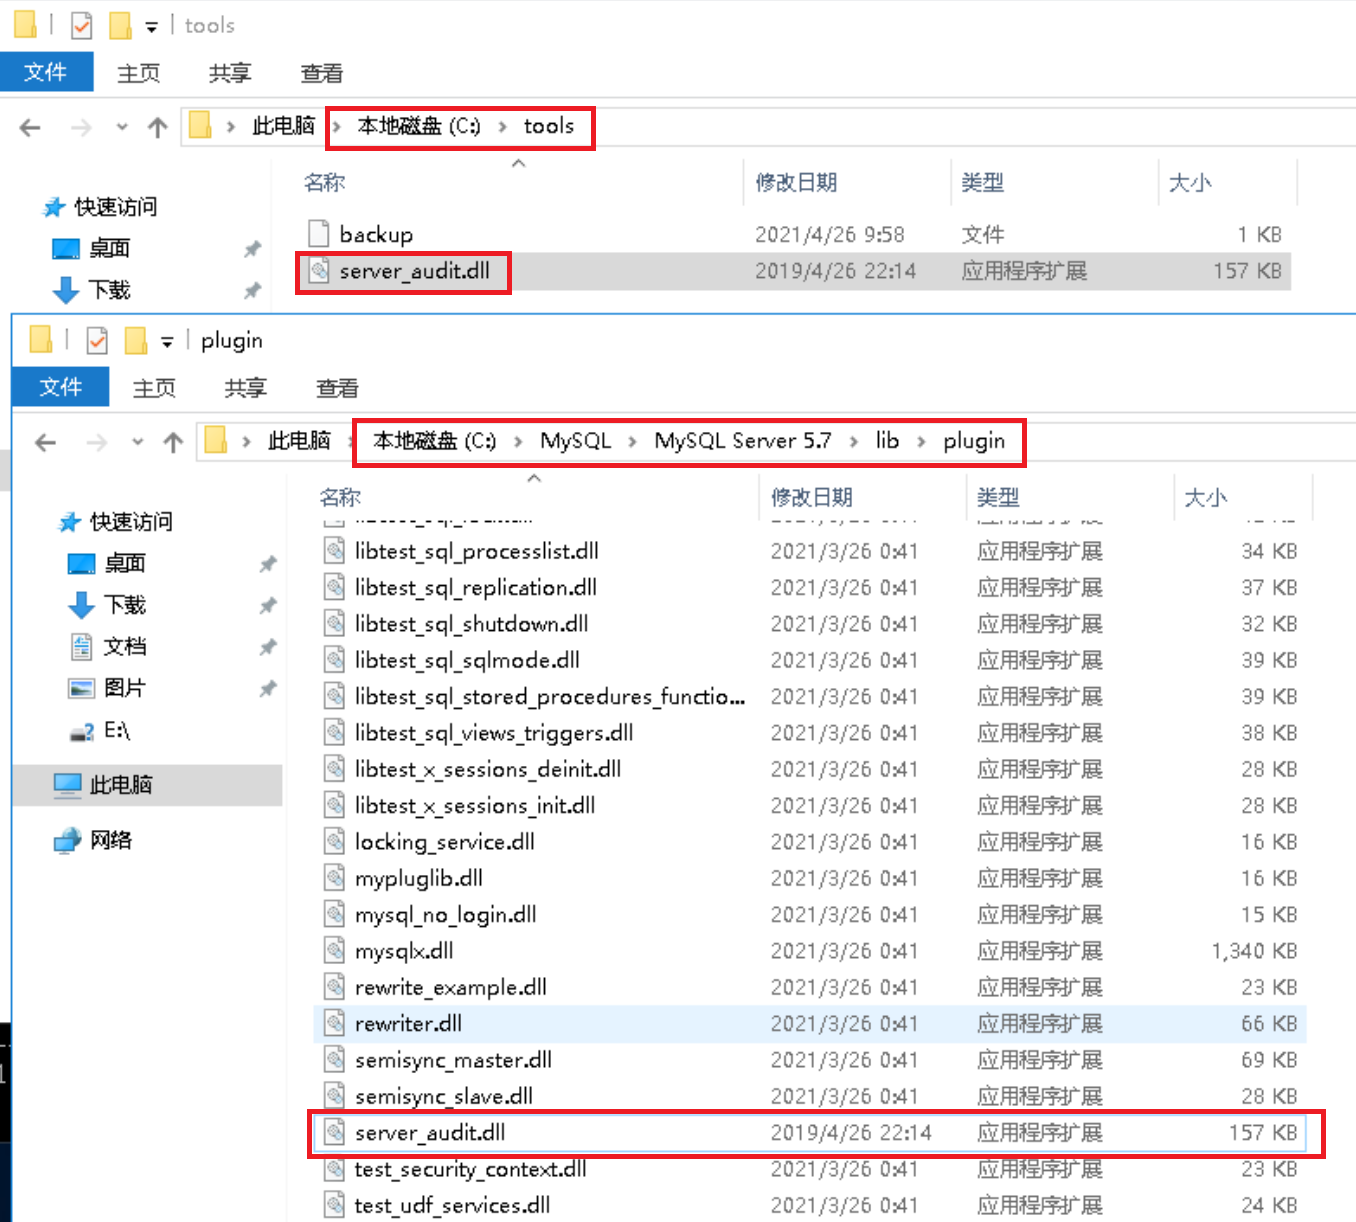 tools
文件 主页 共享 查看
此电脑 本地磁盘 (C:) tools
名称 修改日期 类型 大小
快速访问
桌面
下载
backup 2021/4/26 9:58 文件 1 KB
server_audit.dll 2019/4/26 22:14 应用程序扩展 157 KB
plugin
文件 主页 共享 查看
此电脑 本地磁盘 (C:) MySQL MySQL Server 5.7 lib plugin
名称 修改日期 类型 大小
快速访问
桌面
下载
文档
图片
E:\
此电脑
网络
libtest_sql_processlist.dll 2021/3/26 0:41 应用程序扩展 34 KB
libtest_sql_replication.dll 2021/3/26 0:41 应用程序扩展 37 KB
libtest_sql_shutdown.dll 2021/3/26 0:41 应用程序扩展 32 KB
libtest_sql_sqlmode.dll 2021/3/26 0:41 应用程序扩展 39 KB
libtest_sql_stored_procedures_functio... 2021/3/26 0:41 应用程序扩展 39 KB
libtest_sql_views_triggers.dll 2021/3/26 0:41 应用程序扩展 38 KB
libtest_x_sessions_deinit.dll 2021/3/26 0:41 应用程序扩展 28 KB
libtest_x_sessions_init.dll 2021/3/26 0:41 应用程序扩展 28 KB
locking_service.dll 2021/3/26 0:41 应用程序扩展 16 KB
mypluglib.dll 2021/3/26 0:41 应用程序扩展 16 KB
mysql_no_login.dll 2021/3/26 0:41 应用程序扩展 15 KB
mysqlx.dll 2021/3/26 0:41 应用程序扩展 1,340 KB
rewrite_example.dll 2021/3/26 0:41 应用程序扩展 23 KB
rewriter.dll 2021/3/26 0:41 应用程序扩展 66 KB
semisync_master.dll 2021/3/26 0:41 应用程序扩展 69 KB
semisync_slave.dll 2021/3/26 0:41 应用程序扩展 28 KB
server_audit.dll 2019/4/26 22:14 应用程序扩展 157 KB
test_security_context.dll 2021/3/26 0:41 应用程序扩展 23 KB
test_udf_services.dll 2021/3/26 0:41 应用程序扩展 24 KB